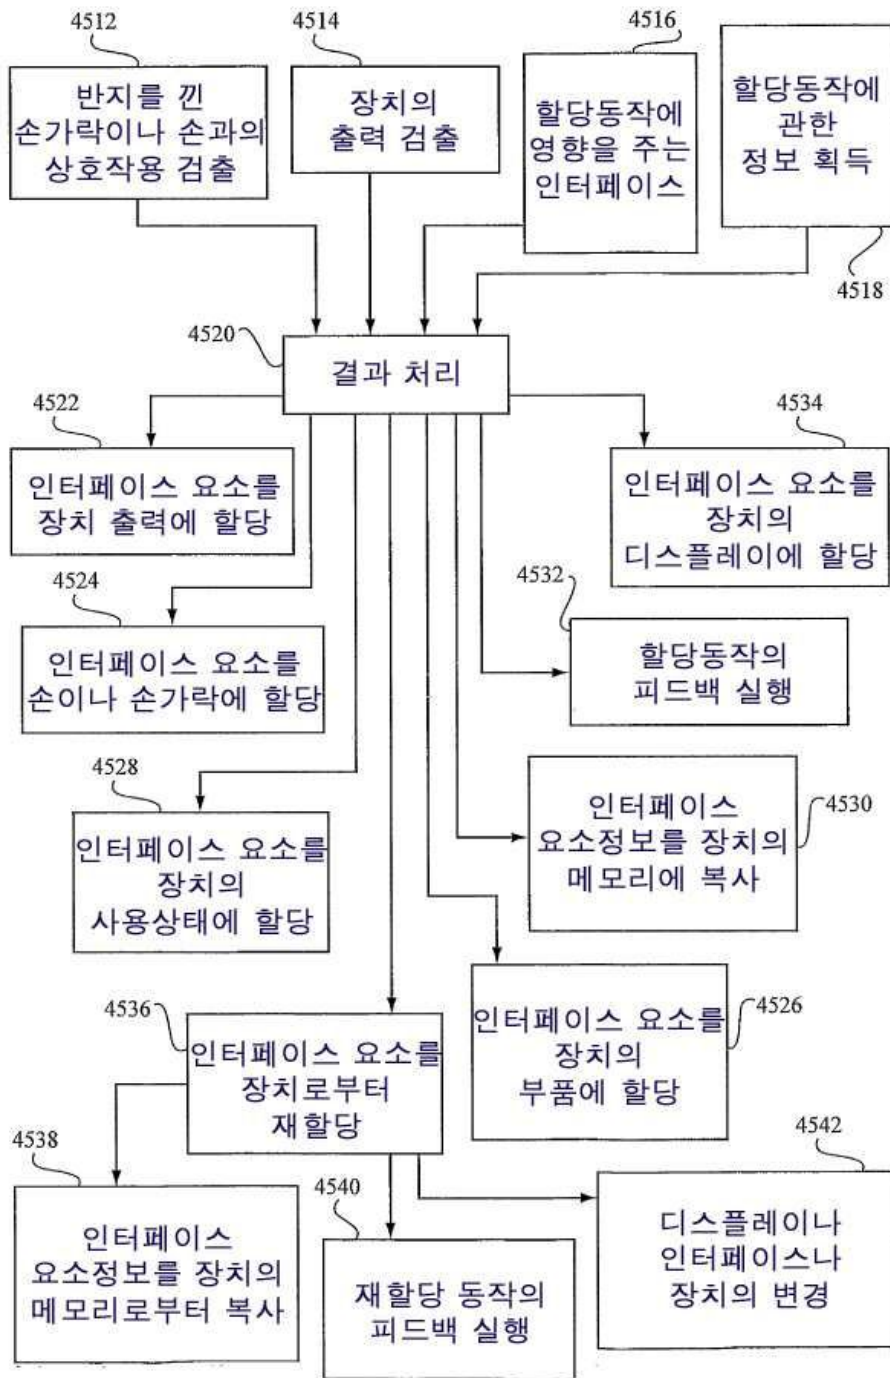 4512
반지를 낀
손가락이나 손과의
상호작용 검출
4514
장치의
출력 검출
4516
할당동작에
영향을 주는
인터페이스
할당동작에
관한
정보 획득
4518
4520
결과 처리
4522
인터페이스 요소를
장치 출력에 할당
4534
인터페이스 요소를
장치의
디스플레이에 할당
4524
인터페이스 요소를
손이나 손가락에 할당
4532
할당동작의
피드백 실행
4528
인터페이스 요소를
장치의
사용상태에 할당
인터페이스
요소정보를 장치의
메모리에 복사
4530
4536
인터페이스 요소를
장치로부터
재할당
인터페이스 요소를
장치의
부품에 할당
4526
4538
인터페이스
요소정보를 장치의
메모리로부터 복사
4540
재할당 동작의
피드백 실행
4542
디스플레이나
인터페이스나
장치의 변경